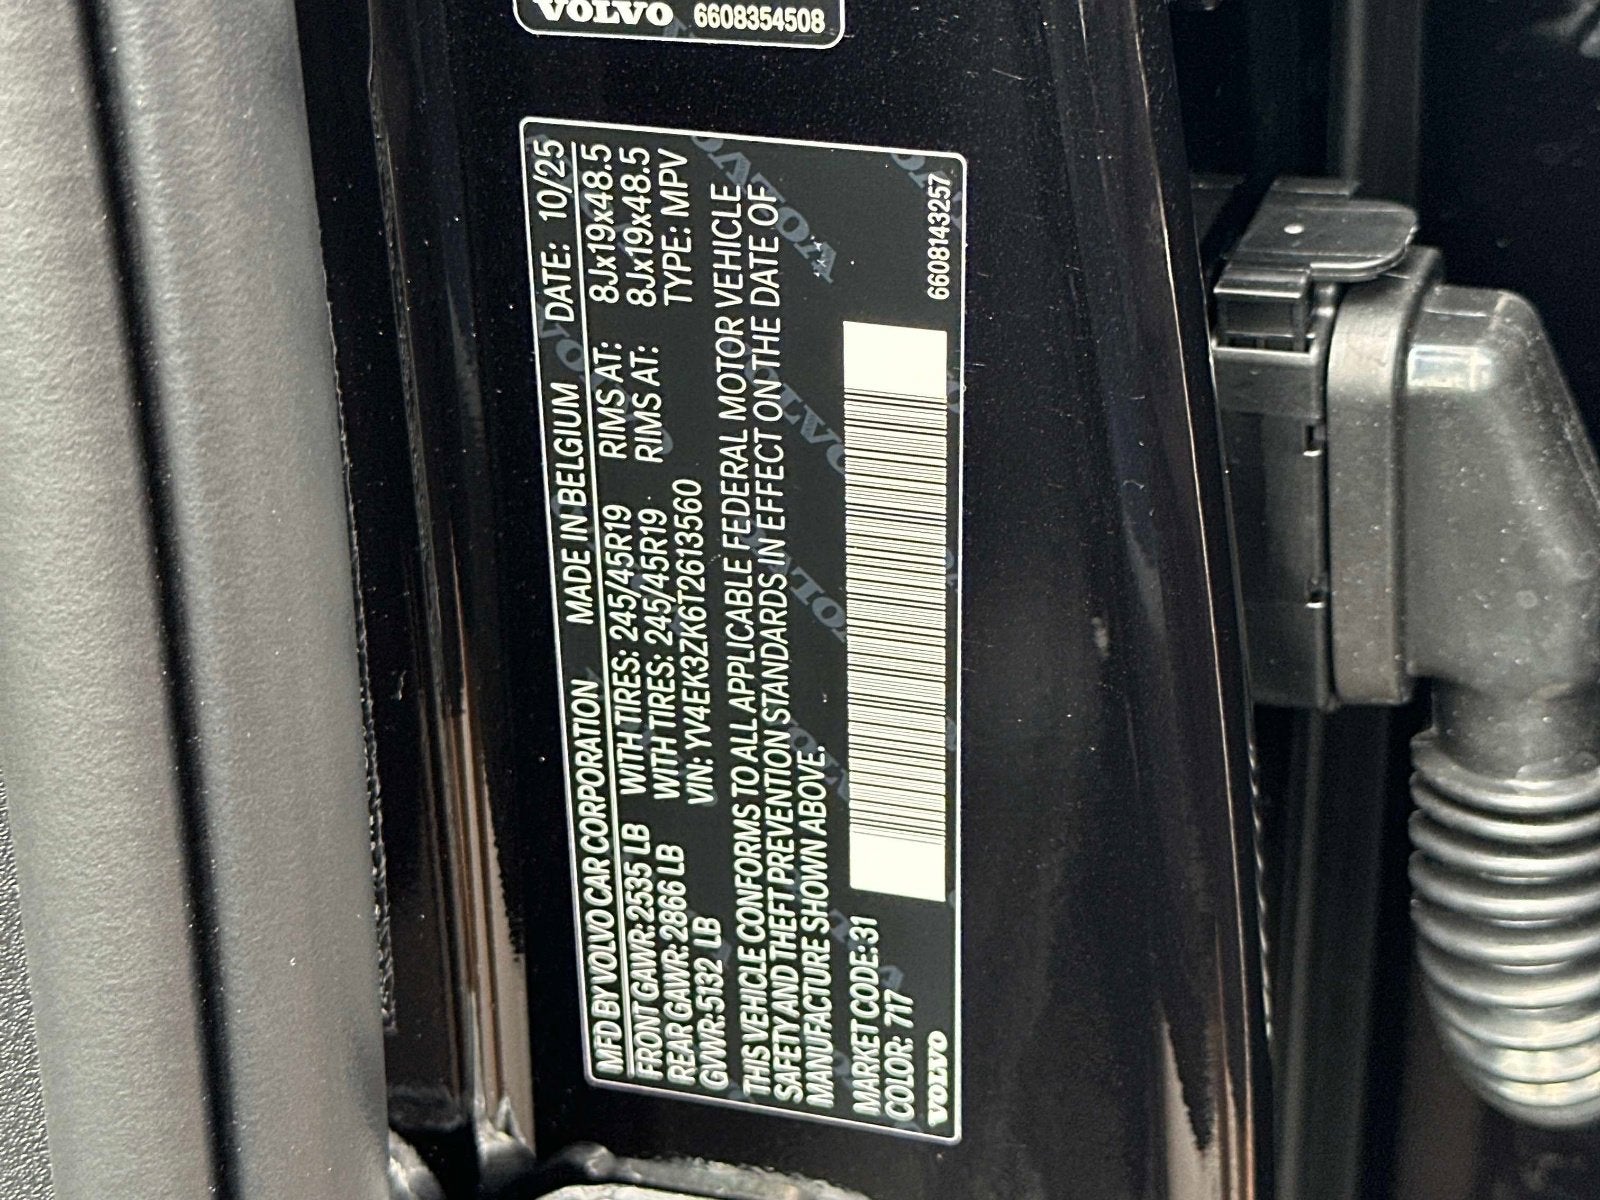 VOLVO 6608354508
MFD BY VOLVO CAR CORPORATION MADE IN BELGIUM DATE: 10/25
FRONT GAWR: 2535 LB WITH TIRES: 245/45R19 RIMS AT: 8Jx19x48.5
REAR GAWR: 2866 LB WITH TIRES: 245/45R19 RIMS AT: 8Jx19x48.5
GVWR: 5132 LB VIN: YV4EK3ZK6T2613560 TYPE: MPV
THIS VEHICLE CONFORMS TO ALL APPLICABLE FEDERAL MOTOR VEHICLE
SAFETY AND THEFT PREVENTION STANDARDS IN EFFECT ON THE DATE OF
MANUFACTURE SHOWN ABOVE.
MARKET CODE: 31
COLOR: 717
VOLVO 6608143257